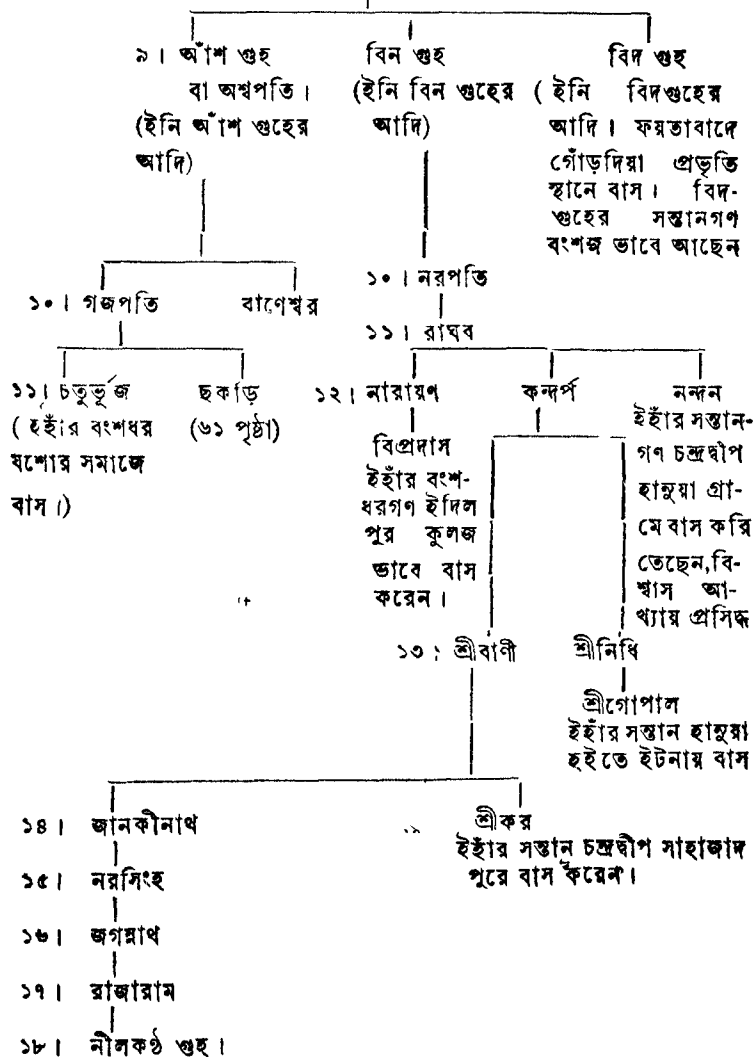 ৯। আঁশ গুহ বিন গুহ বিদ গুহ
বা অশ্বপতি। (ইনি বিন গুহের ( ইনি বিদগুহের
(ইনি আঁশ গুহের আদি) আদি। ফয়তাবাদে
আদি) গোঁড়দিয়া প্রভৃতি
স্থানে বাস। বিদ-
গুহের সন্তানগণ
বংশজ ভাবে আছেন
১০। নরপতি
১০। গজপতি বাণেশ্বর
১১। রাঘব
১১। চতুর্ভূজ ছকড়ি ১২। নারায়ণ কন্দর্প নন্দন
( ইহাঁর বংশধর (৬১ পৃষ্ঠা)
যশোর সমাজে
বাস।)
বিপ্রদাস
ইহাঁর বংশ-
ধরগণ ইদিল
পুর কুলজ
ভাবে বাস
করেন।
ইহাঁর সন্তান-
গণ চন্দ্রদ্বীপ
হানুয়া গ্রা-
মে বাস করি
তেছেন,বি-
শ্বাস আ-
খ্যায় প্রসিদ্ধ
১৩। শ্রীবাণী শ্রীনিধি
শ্রীগোপাল
ইহাঁর সন্তান হানুয়া
হইতে ইটনায় বাস
১৪। জানকীনাথ শ্রীকর
ইহাঁর সন্তান চন্দ্রদ্বীপ সাহাজাদ
১৫। নরসিংহ পুরে বাস করেন।
১৬। জগন্নাথ
১৭। রাজারাম
১৮। নীলকণ্ঠ গুহ।